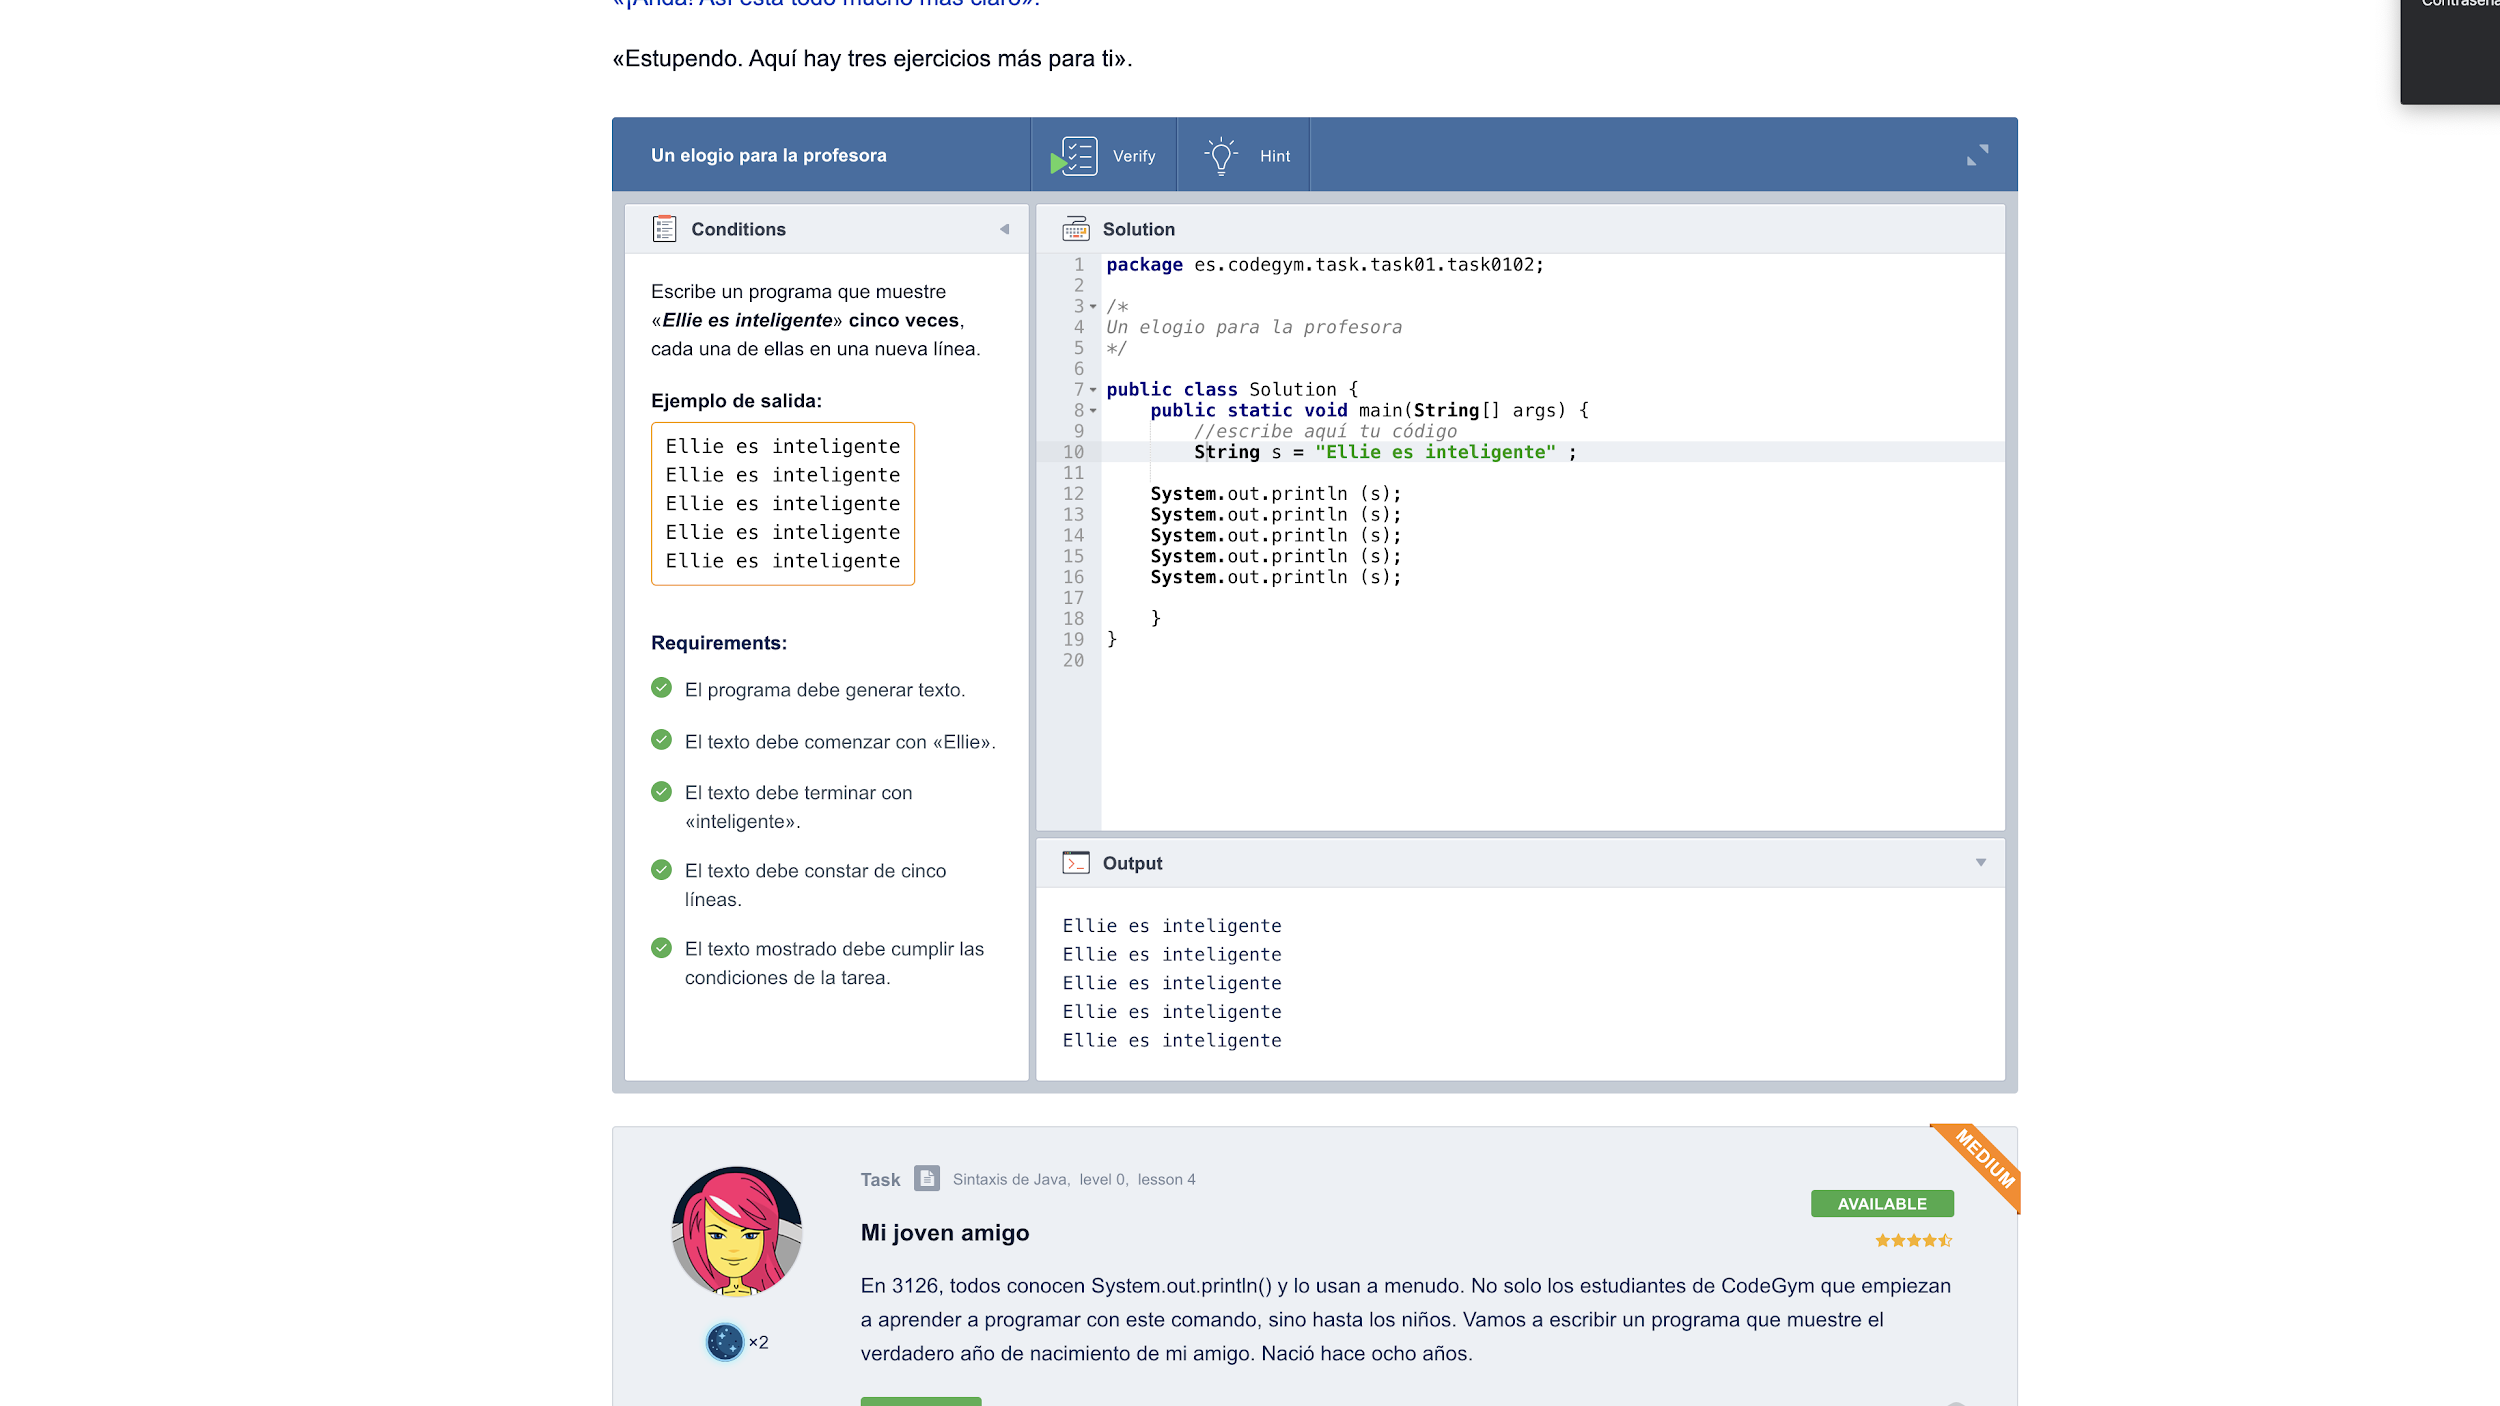 «¡Anda! Así está todo mucho más claro».
Contraseña
«Estupendo. Aquí hay tres ejercicios más para ti».
Un elogio para la profesora
Verify
Hint
Conditions
Escribe un programa que muestre
«Ellie es inteligente» cinco veces,
cada una de ellas en una nueva línea.
Ejemplo de salida:
Ellie es inteligente
Ellie es inteligente
Ellie es inteligente
Ellie es inteligente
Ellie es inteligente
Requirements:
El programa debe generar texto.
El texto debe comenzar con «Ellie».
El texto debe terminar con
«inteligente».
El texto debe constar de cinco
líneas.
El texto mostrado debe cumplir las
condiciones de la tarea.
Solution
1 package es.codegym.task.task01.task0102;
2
3 /*
4 Un elogio para la profesora
5 */
6
7 public class Solution {
8 public static void main(String[] args) {
9 //escribe aquí tu código
10 String s = "Ellie es inteligente" ;
11
12 System.out.println (s);
13 System.out.println (s);
14 System.out.println (s);
15 System.out.println (s);
16 System.out.println (s);
17
18 }
19 }
20
Output
Ellie es inteligente
Ellie es inteligente
Ellie es inteligente
Ellie es inteligente
Ellie es inteligente
MEDIUM
Task Sintaxis de Java, level 0, lesson 4
AVAILABLE
Mi joven amigo
En 3126, todos conocen System.out.println() y lo usan a menudo. No solo los estudiantes de CodeGym que empiezan
a aprender a programar con este comando, sino hasta los niños. Vamos a escribir un programa que muestre el
verdadero año de nacimiento de mi amigo. Nació hace ocho años.
×2